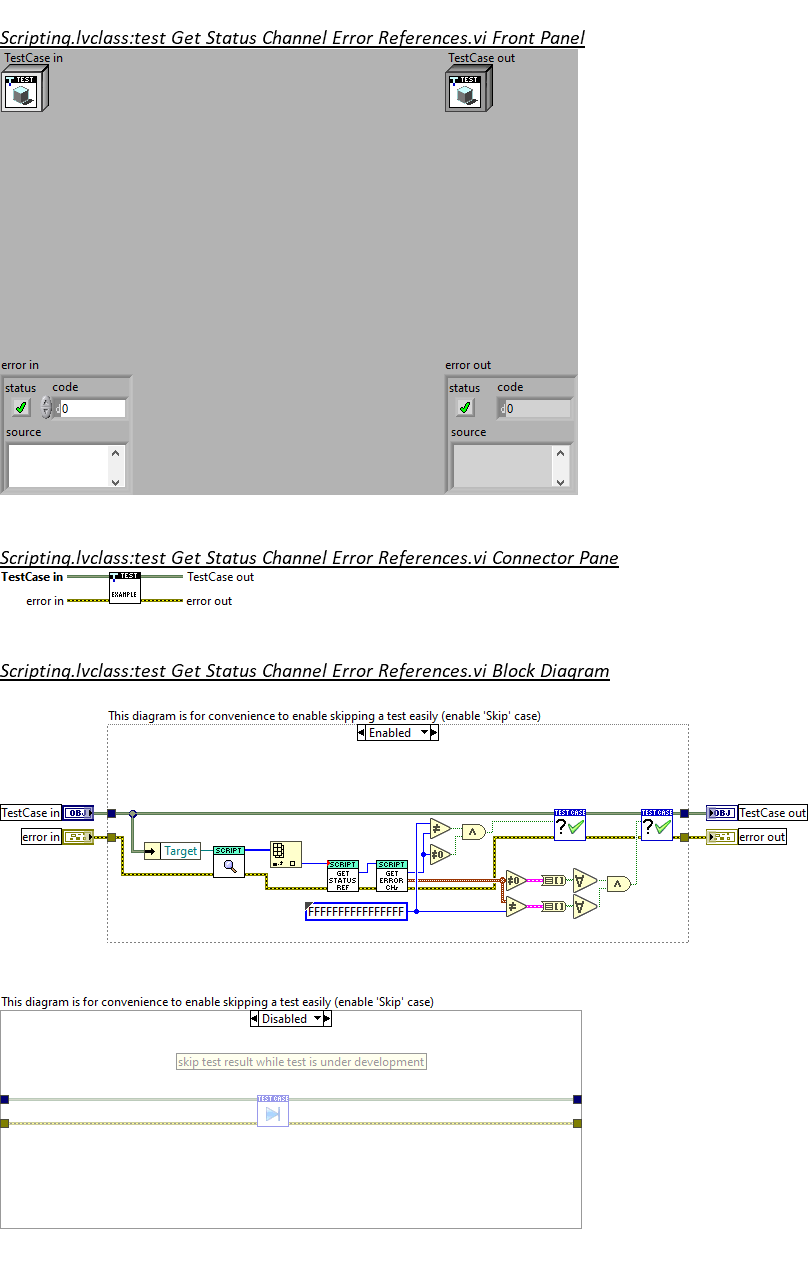 Scripting.lvclass:test Get Status Channel Error References.vi Front Panel
TestCase in
TestCase out
TEST
TEST
error in
error out
status code
status code
d 0
d 0
source
source
Scripting.lvclass:test Get Status Channel Error References.vi Connector Pane
TestCase in
TEST
TestCase out
error in
EXAMPLE
error out
Scripting.lvclass:test Get Status Channel Error References.vi Block Diagram
This diagram is for convenience to enable skipping a test easily (enable 'Skip' case)
Enabled
TestCase in
OBJ
TEST CASE
TEST CASE
OBJ
TestCase out
error in
?
?
error out
≠
∧
Target
SCRIPT
≠0
SCRIPT
GET
STATUS
REF
SCRIPT
GET
ERROR
CHs
≠0
∀
∧
≠
∀
FFFFFFFFFFFFFFFF
This diagram is for convenience to enable skipping a test easily (enable 'Skip' case)
Disabled
skip test result while test is under development
TEST CASE